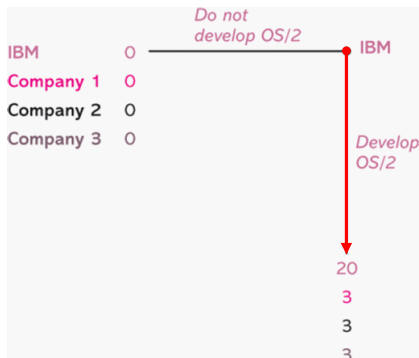 Do not
develop OS/2
IBM 0
IBM
Company 1 0
Company 2 0
Company 3 0
Develop
OS/2
20
3
3
3